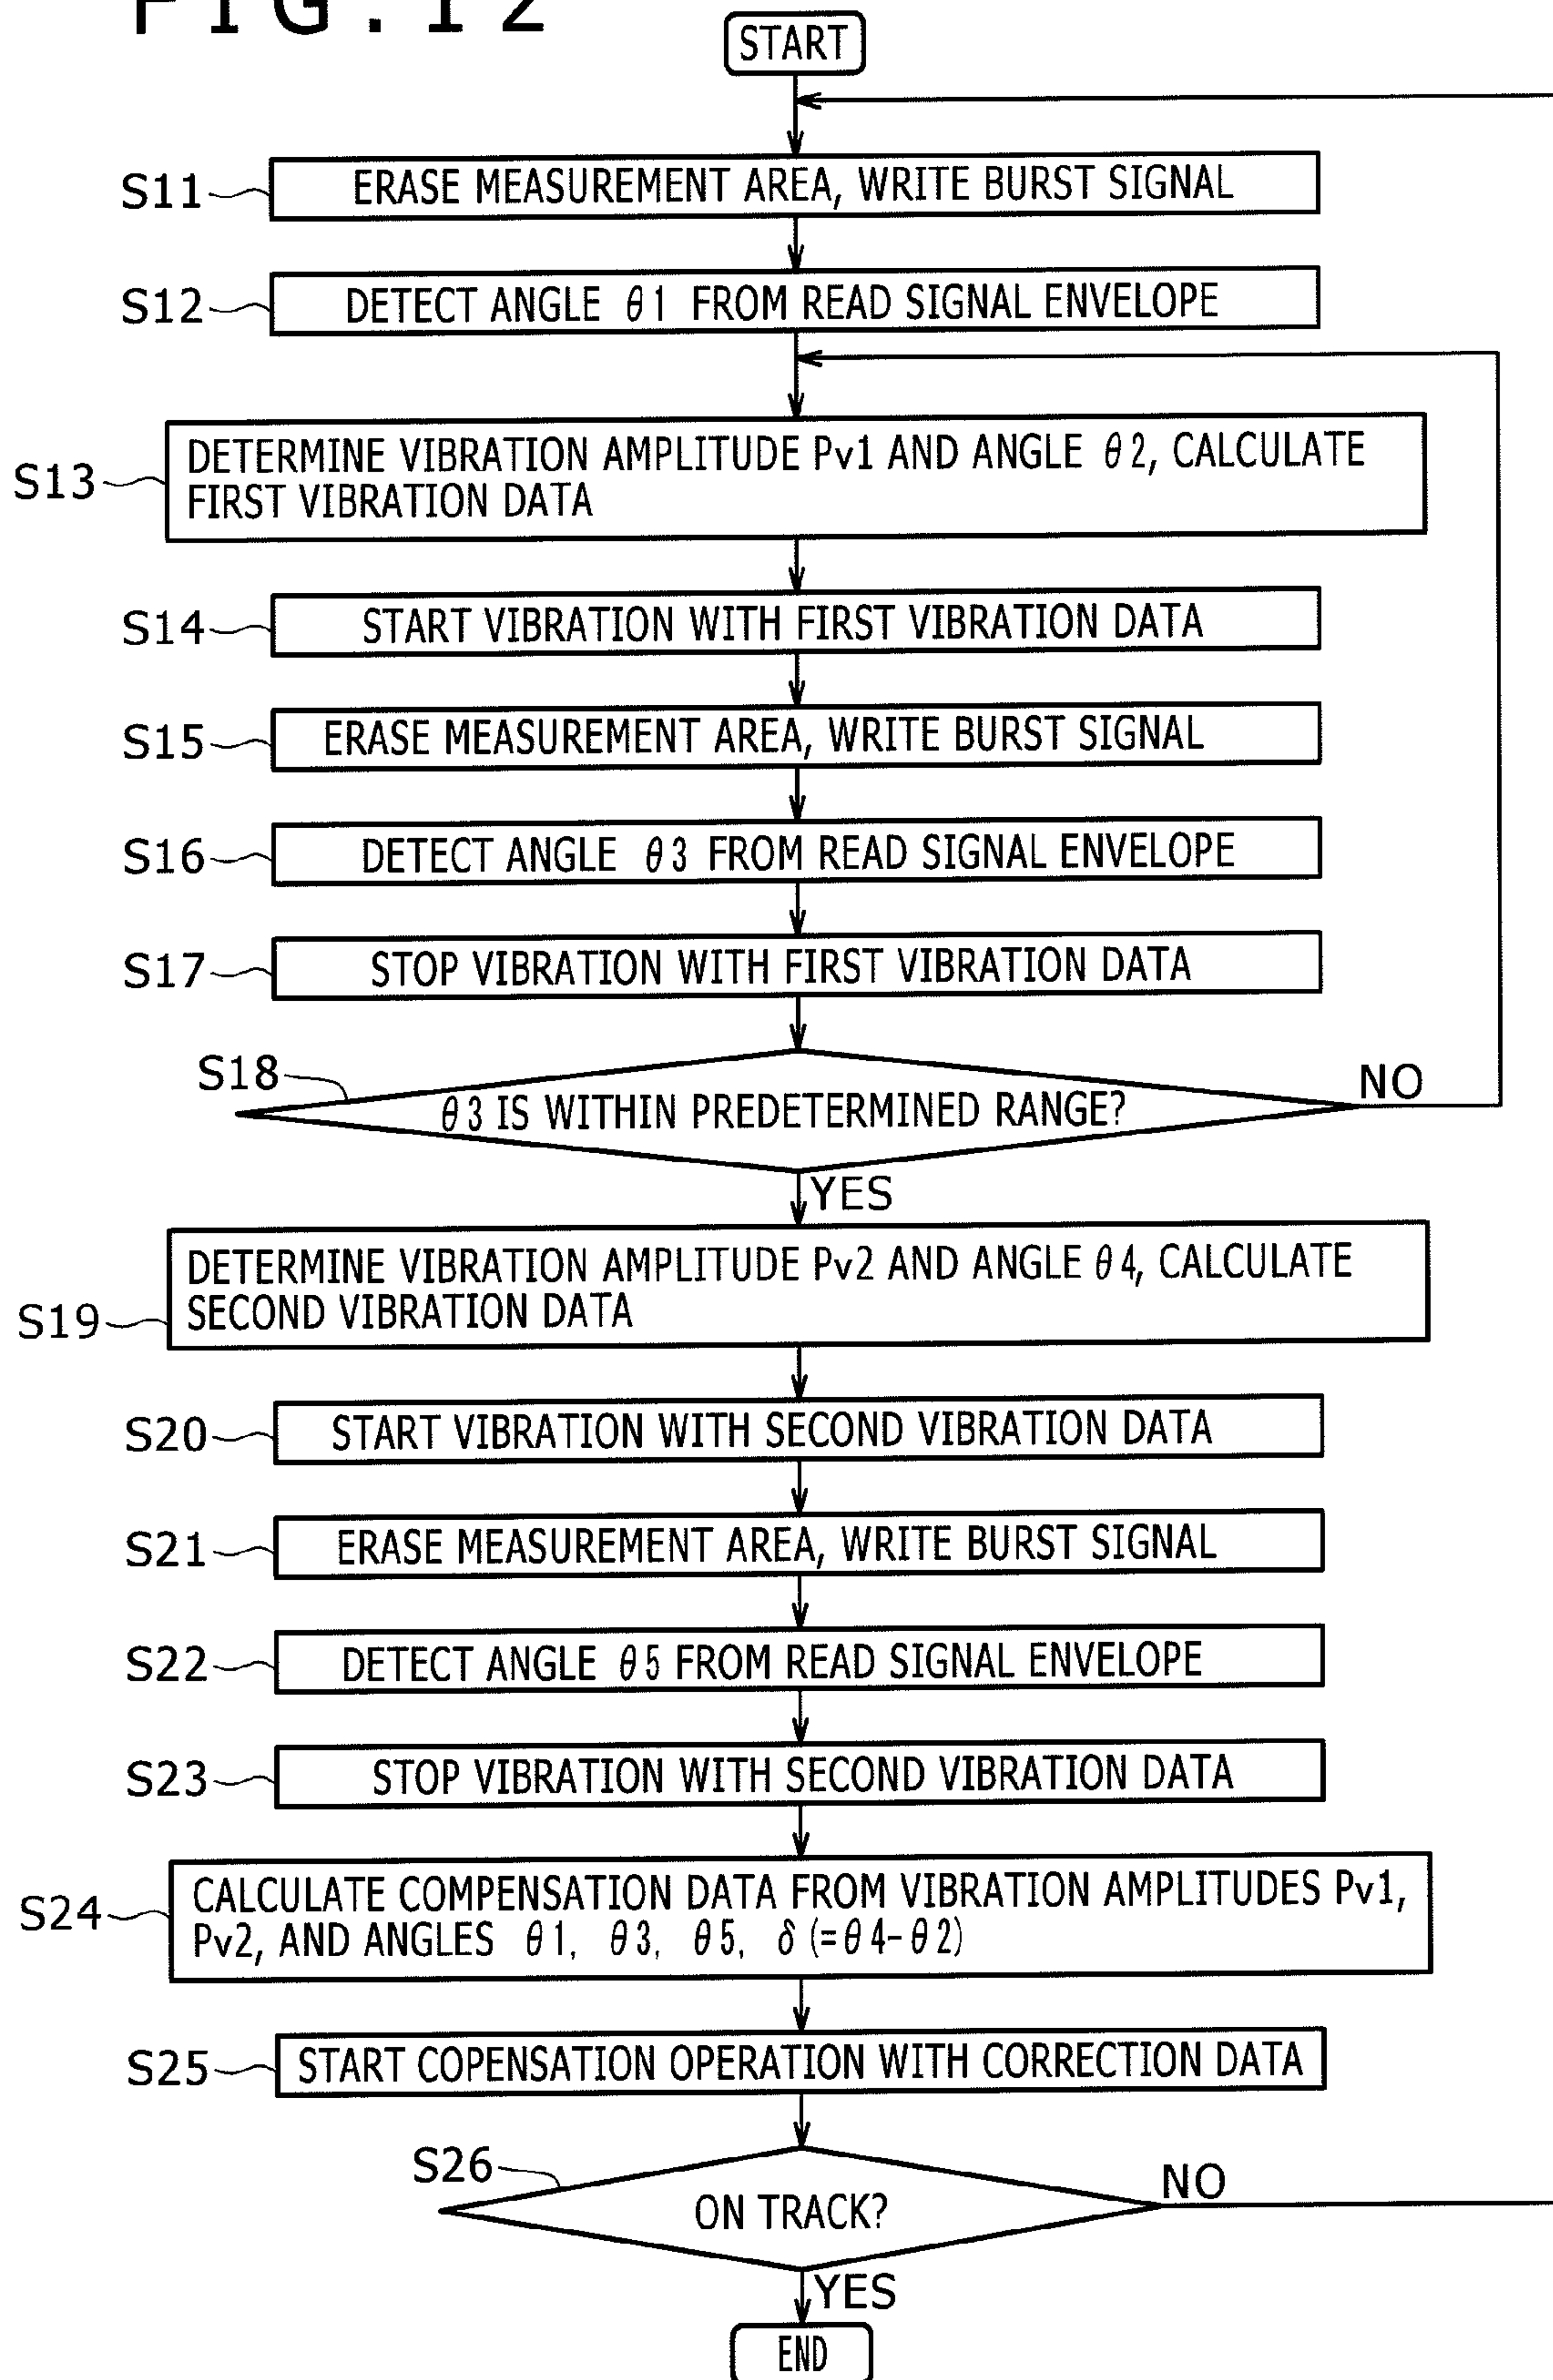 FIG.12
START
S11
ERASE MEASUREMENT AREA, WRITE BURST SIGNAL
S12
DETECT ANGLE θ1 FROM READ SIGNAL ENVELOPE
S13
DETERMINE VIBRATION AMPLITUDE Pv1 AND ANGLE θ2, CALCULATE
FIRST VIBRATION DATA
S14
START VIBRATION WITH FIRST VIBRATION DATA
S15
ERASE MEASUREMENT AREA, WRITE BURST SIGNAL
S16
DETECT ANGLE θ3 FROM READ SIGNAL ENVELOPE
S17
STOP VIBRATION WITH FIRST VIBRATION DATA
S18
θ3 IS WITHIN PREDETERMINED RANGE?
NO
YES
S19
DETERMINE VIBRATION AMPLITUDE Pv2 AND ANGLE θ4, CALCULATE
SECOND VIBRATION DATA
S20
START VIBRATION WITH SECOND VIBRATION DATA
S21
ERASE MEASUREMENT AREA, WRITE BURST SIGNAL
S22
DETECT ANGLE θ5 FROM READ SIGNAL ENVELOPE
S23
STOP VIBRATION WITH SECOND VIBRATION DATA
S24
CALCULATE COMPENSATION DATA FROM VIBRATION AMPLITUDES Pv1,
Pv2, AND ANGLES θ1, θ3, θ5, δ(=θ4-θ2)
S25
START COPENSATION OPERATION WITH CORRECTION DATA
S26
ON TRACK?
NO
YES
END